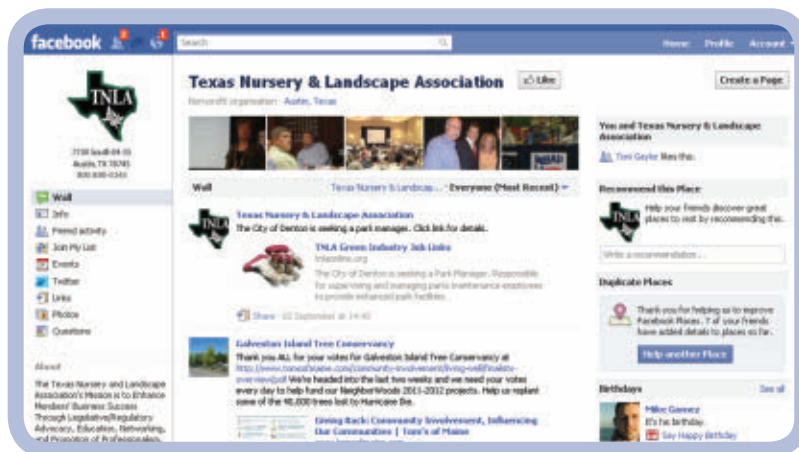 facebook
2
1
Search
Home Profile Account
TNLA
Austin, TX 78745
Wall
Info
Friend activity
Join My List
Events
Twitter
Links
Photos
Questions
About
The Texas Nursery and Landscape
Association's Mission is to Enhance
Members' Business Success
Through Legislative/Regulatory
Advocacy, Education, Networking,
and Promotion of Professionalism.
Texas Nursery & Landscape Association
Like
Create a Page
Nonprofit organization · Austin, Texas
Wall
Texas Nursery & Landscap... · Everyone (Most Recent)
TNLA
Texas Nursery & Landscape Association
The City of Denton is seeking a park manager. Click link for details.
TNLA Green Industry Job Links
tnlaonline.org
The City of Denton is seeking a Park Manager. Responsible
for supervising and managing parks maintenance employees
to provide enhanced park facilities.
Share · 02 September at 14:40
Galveston Island Tree Conservancy
Thank you ALL for your votes for Galveston Island Tree Conservancy at
We're headed into the last two weeks and we need your votes
every day to help fund our NeighborWoods 2011-2012 projects. Help us replant
some of the 40,000 trees lost to Hurricane Ike.
Giving Back: Community Involvement, Influencing
Our Communities | Tom's of Maine
You and Texas Nursery & Landscape
Association
likes this.
Recommend this Place
TNLA
Help your friends discover great
places to visit by recommending this.
Write a recommendation...
Duplicate Places
Thank you for helping us to improve
Facebook Places. 7 of your friends
have added details to places so far.
Help another Place
Birthdays
See all
Mike Gamez
It's his birthday
Say Happy Birthday